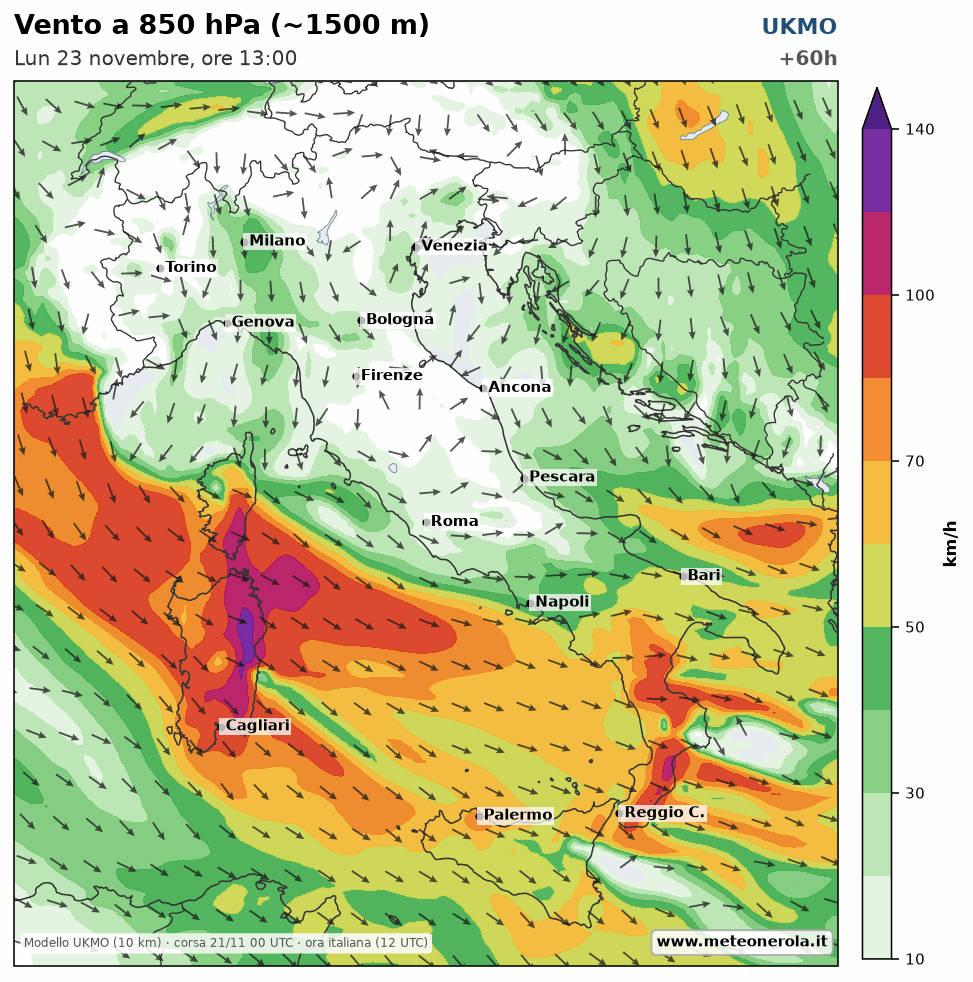 Vento a 850 hPa (~1500 m)
UKMO
Lun 23 novembre, ore 13:00
+60h
140
Milano
Venezia
Torino
100
Genova
Bologna
Firenze
Ancona
70
Pescara
Roma
km/h
Bari
Napoli
50
Cagliari
30
Palermo
Reggio C.
Modello UKMO (10 km) · corsa 21/11 00 UTC · ora italiana (12 UTC)
www.meteonerola.it
10